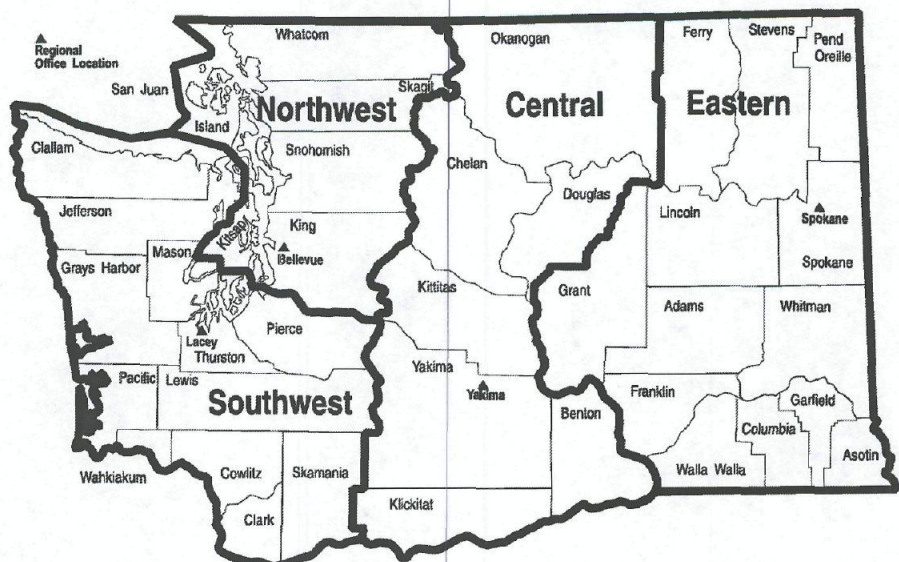 Regional
Office Location
Whatcom
Okanogan
Ferry
Stevens
Pend
Oreille
San Juan
Skagit
Northwest
Central
Eastern
Island
Clallam
Snohomish
Chelan
Douglas
Jefferson
Lincoln
Spokane
King
Kitsap
Mason
Bellevue
Grays Harbor
Spokane
Kittitas
Grant
Adams
Whitman
Pierce
Lacey
Thurston
Yakima
Pacific
Lewis
Yakima
Franklin
Garfield
Southwest
Benton
Columbia
Asotin
Wahkiakum
Cowlitz
Skamania
Walla Walla
Klickitat
Clark